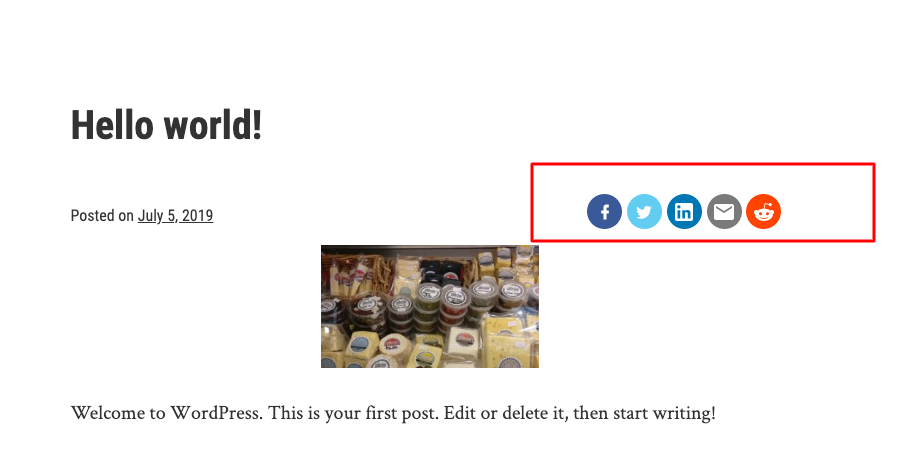 Hello world!
Posted on July 5, 2019
Welcome to WordPress. This is your first post. Edit or delete it, then start writing!